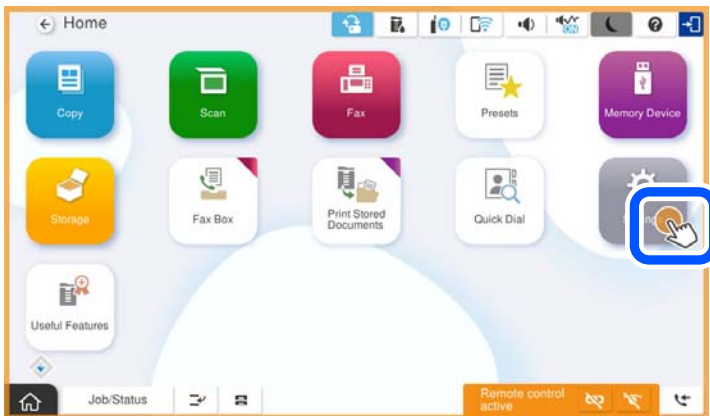 Home
Copy
Scan
Fax
Presets
Memory Device
Storage
Fax Box
Print Stored
Documents
Quick Dial
Useful Features
Job/Status
Remote control
active